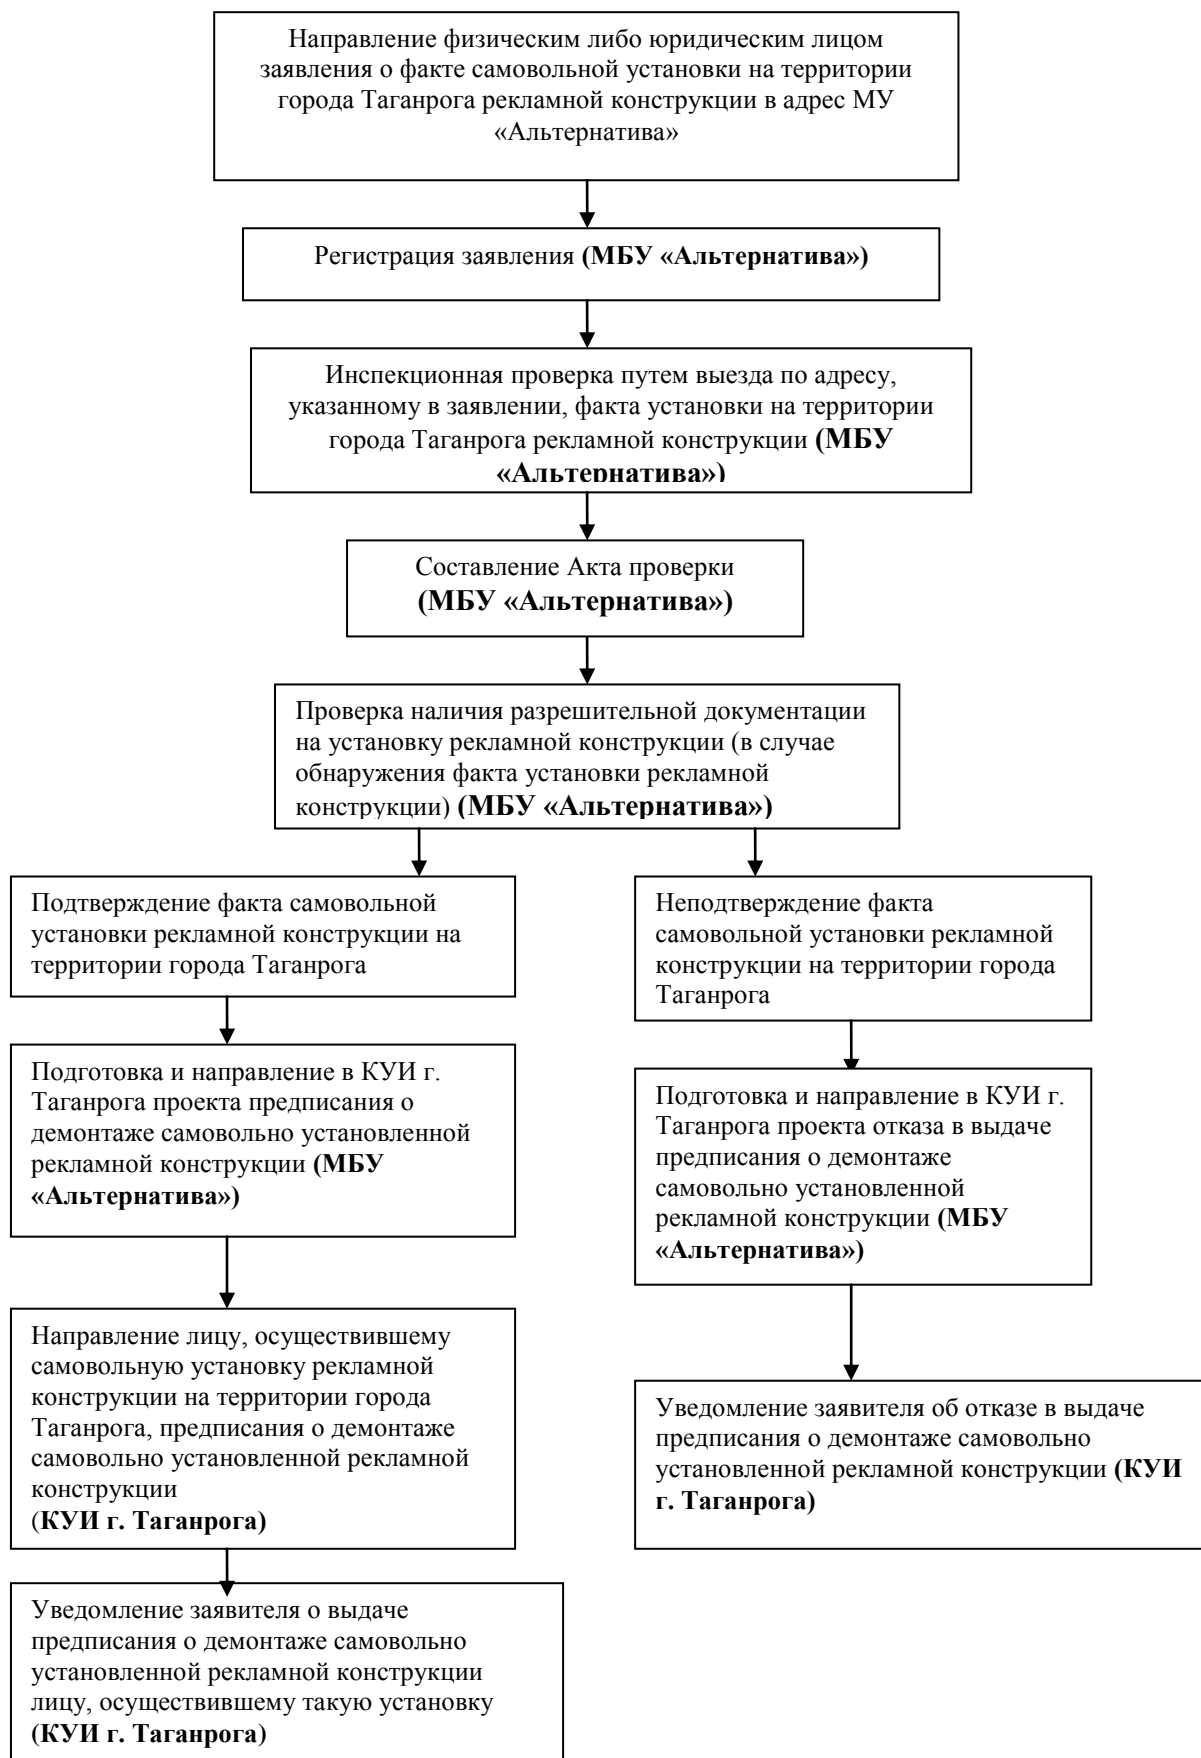 Направление физическим либо юридическим лицом
заявления о факте самовольной установки на территории
города Таганрога рекламной конструкции в адрес МУ
«Альтернатива»
Регистрация заявления (МБУ «Альтернатива»)
Инспекционная проверка путем выезда по адресу,
указанному в заявлении, факта установки на территории
города Таганрога рекламной конструкции (МБУ
«Альтернатива»)
Составление Акта проверки
(МБУ «Альтернатива»)
Проверка наличия разрешительной документации
на установку рекламной конструкции (в случае
обнаружения факта установки рекламной
конструкции) (МБУ «Альтернатива»)
Подтверждение факта самовольной
установки рекламной конструкции на
территории города Таганрога
Подготовка и направление в КУИ г.
Таганрога проекта предписания о
демонтаже самовольно установленной
рекламной конструкции (МБУ
«Альтернатива»)
Направление лицу, осуществившему
самовольную установку рекламной
конструкции на территории города
Таганрога, предписания о демонтаже
самовольно установленной рекламной
конструкции
(КУИ г. Таганрога)
Уведомление заявителя о выдаче
предписания о демонтаже самовольно
установленной рекламной конструкции
лицу, осуществившему такую установку
(КУИ г. Таганрога)
Неподтверждение факта
самовольной установки рекламной
конструкции на территории города
Таганрога
Подготовка и направление в КУИ г.
Таганрога проекта отказа в выдаче
предписания о демонтаже
самовольно установленной
рекламной конструкции (МБУ
«Альтернатива»)
Уведомление заявителя об отказе в выдаче
предписания о демонтаже самовольно
установленной рекламной конструкции (КУИ
г. Таганрога)